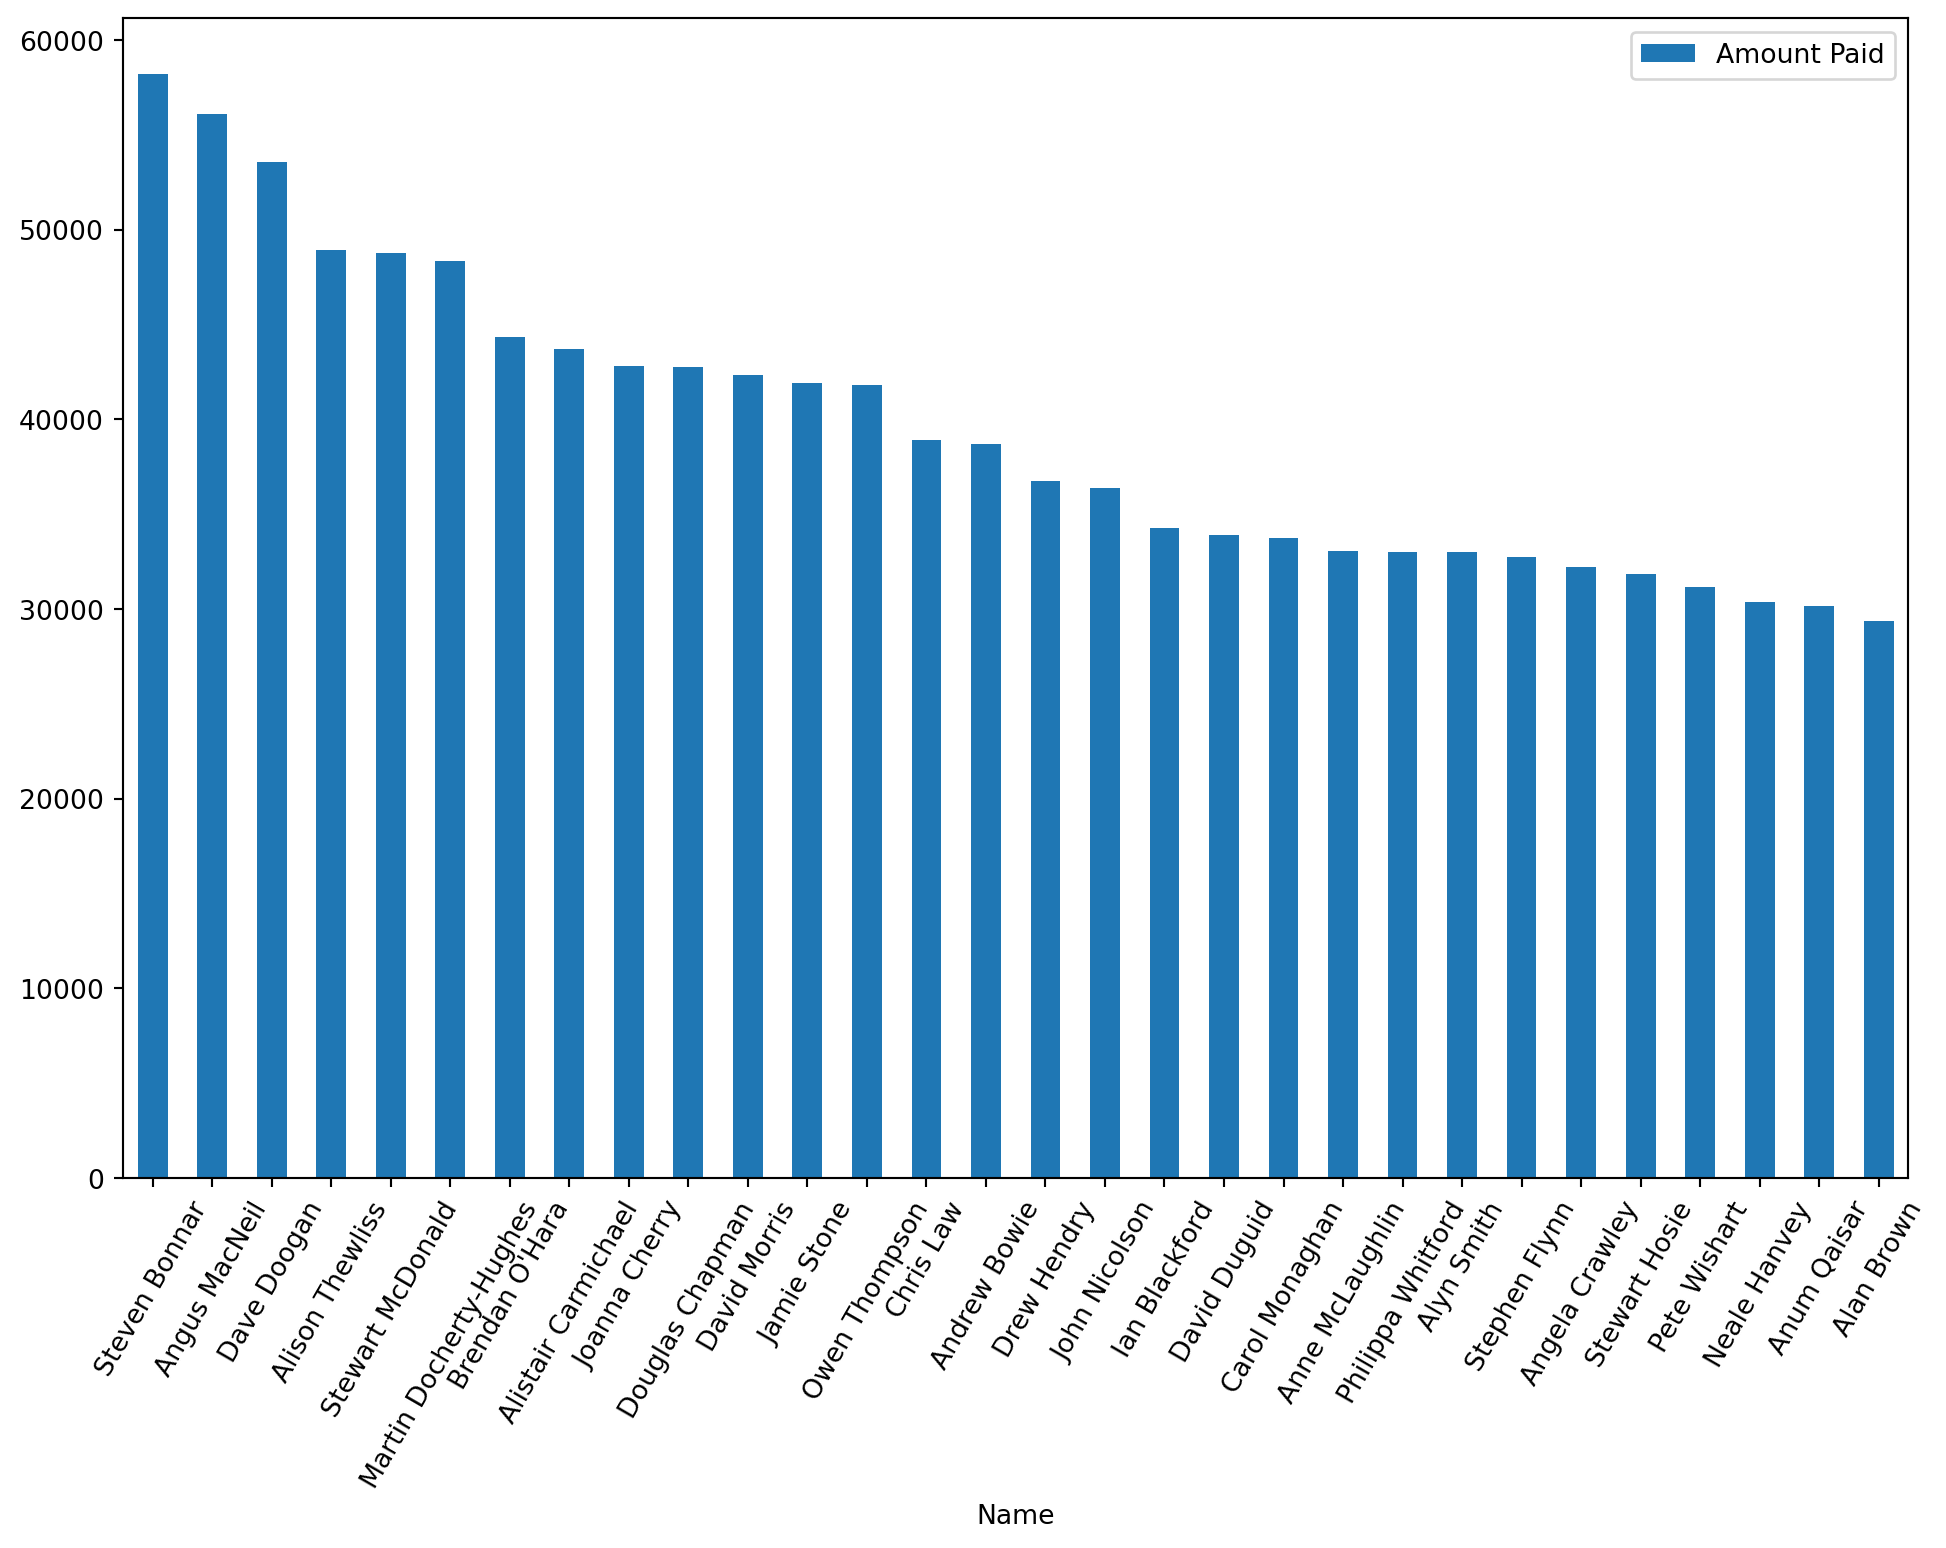 60000
50000
40000
30000
20000
10000
0
Amount Paid
Steven Bonnar
Angus MacNeil
Dave Doogan
Alison Thewliss
Stewart McDonald
Martin Docherty-Hughes
Brendan O'Hara
Alistair Carmichael
Joanna Cherry
Douglas Chapman
David Morris
Jamie Stone
Owen Thompson
Chris Law
Andrew Bowie
Drew Hendry
John Nicolson
Ian Blackford
David Duguid
Carol Monaghan
Anne McLaughlin
Philippa Whitford
Alyn Smith
Stephen Flynn
Angela Crawley
Stewart Hosie
Pete Wishart
Neale Hanvey
Anum Qaisar
Alan Brown
Name